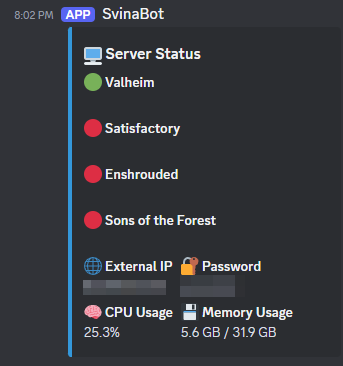 8:02 PM APP SvinaBot
Server Status
Valheim
Satisfactory
Enshrouded
Sons of the Forest
External IP Password
CPU Usage Memory Usage
25.3% 5.6 GB / 31.9 GB